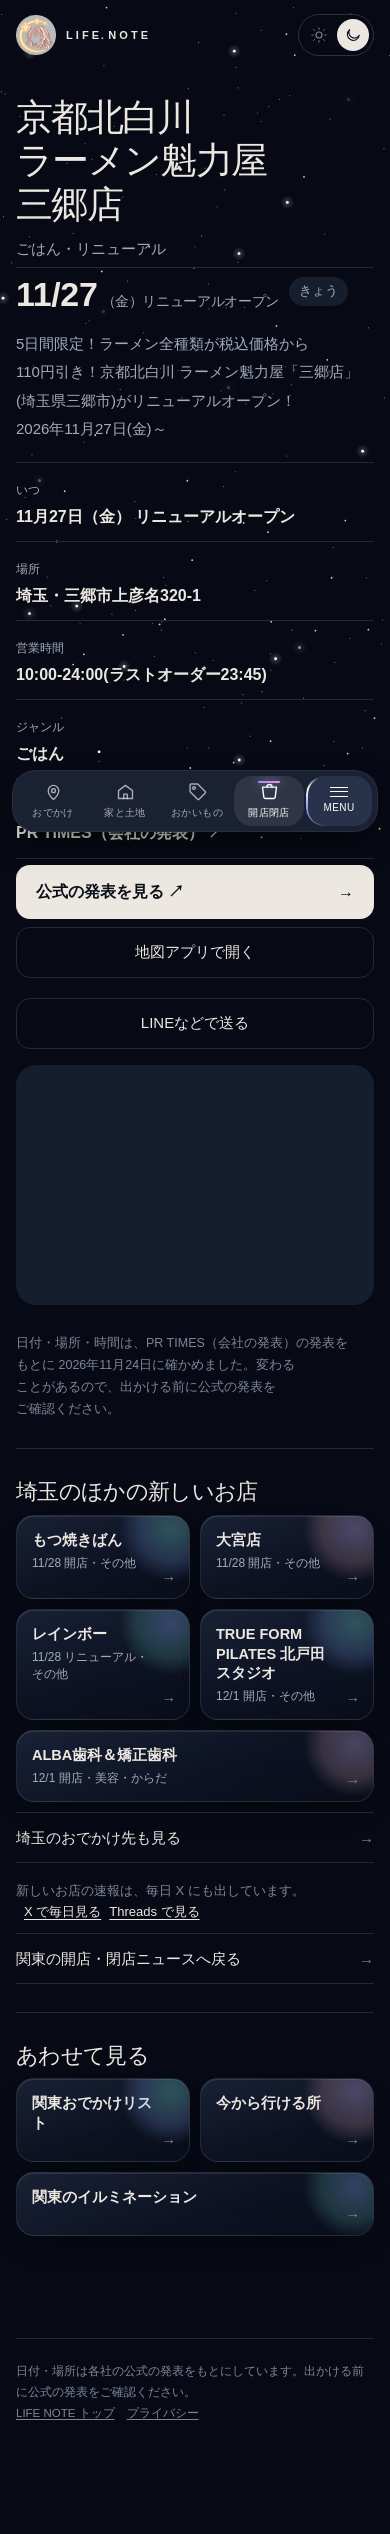 LIFE.NOTE
京都北白川
ラーメン魁力屋
三郷店
ごはん・リニューアル
11/27 （金）リニューアルオープン きょう
5日間限定！ラーメン全種類が税込価格から
110円引き！京都北白川 ラーメン魁力屋「三郷店」
(埼玉県三郷市)がリニューアルオープン！
2026年11月27日(金)～
いつ
11月27日（金） リニューアルオープン
場所
埼玉・三郷市上彦名320-1
営業時間
10:00-24:00(ラストオーダー23:45)
ジャンル
ごはん
おでかけ 家と土地 おかいもの 開店閉店 MENU
PR TIMES（会社の発表） ↗
公式の発表を見る ↗ →
地図アプリで開く
LINEなどで送る
日付・場所・時間は、PR TIMES（会社の発表）の発表を
もとに 2026年11月24日に確かめました。変わる
ことがあるので、出かける前に公式の発表を
ご確認ください。
埼玉のほかの新しいお店
もつ焼きばん
11/28 開店・その他
→
大宮店
11/28 開店・その他
→
レインボー
11/28 リニューアル・
その他
→
TRUE FORM
PILATES 北戸田
スタジオ
12/1 開店・その他
→
ALBA歯科＆矯正歯科
12/1 開店・美容・からだ
→
埼玉のおでかけ先も見る →
新しいお店の速報は、毎日 X にも出しています。
X で毎日見る Threads で見る
関東の開店・閉店ニュースへ戻る →
あわせて見る
関東おでかけリス
ト
→
今から行ける所
→
関東のイルミネーション
→
日付・場所は各社の公式の発表をもとにしています。出かける前
に公式の発表をご確認ください。
LIFE NOTE トップ プライバシー